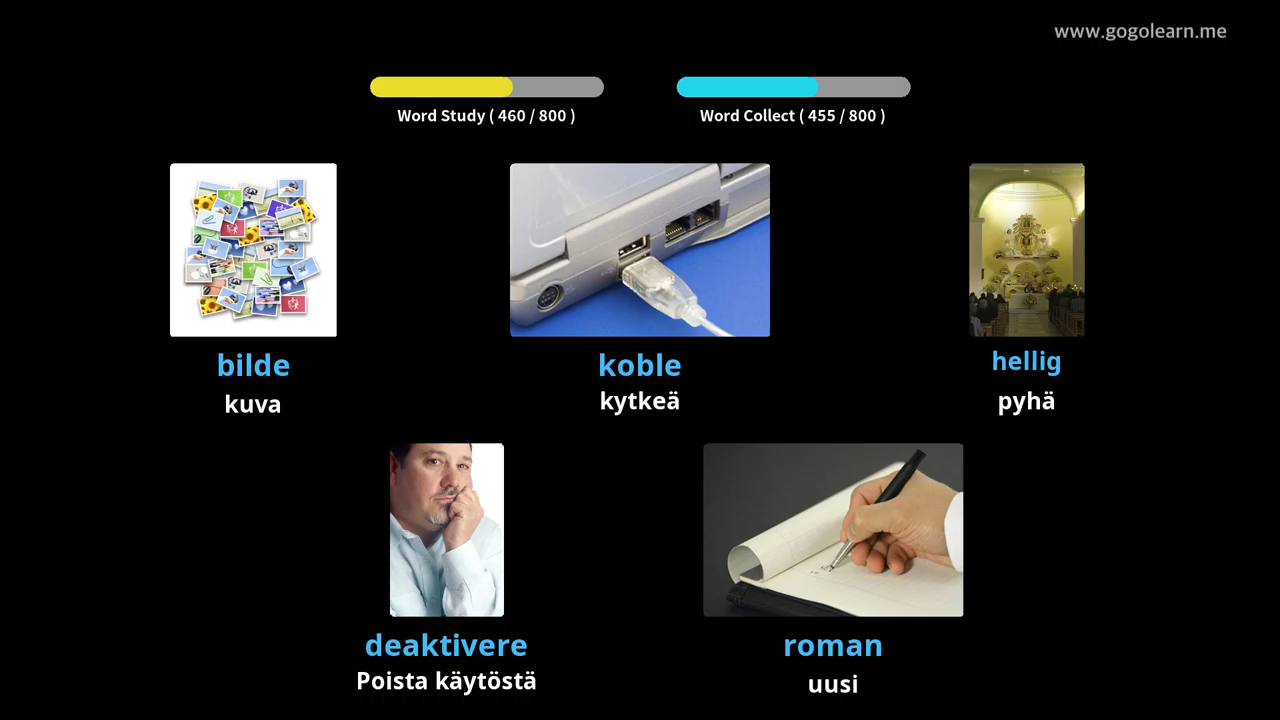 www.gogolearn.me
Word Study ( 460 / 800 )
Word Collect ( 455 / 800 )
bilde
kuva
koble
kytkeä
hellig
pyhä
deaktivere
Poista käytöstä
roman
uusi